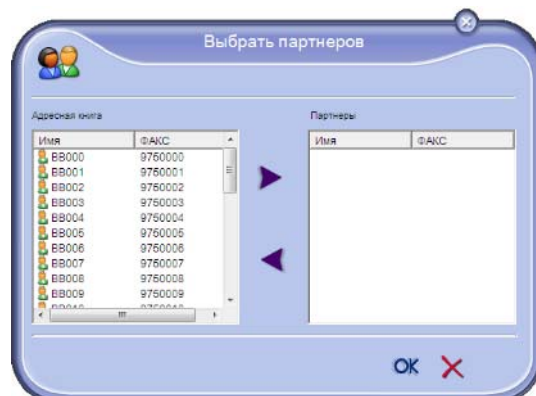 Выбрать партнеров
Адресная книга
Партнеры
Имя ФАКС
Имя ФАКС
BB000 9750000
BB001 9750001
BB002 9750002
BB003 9750003
BB004 9750004
BB005 9750005
BB006 9750006
BB007 9750007
BB008 9750008
BB009 9750009
OK